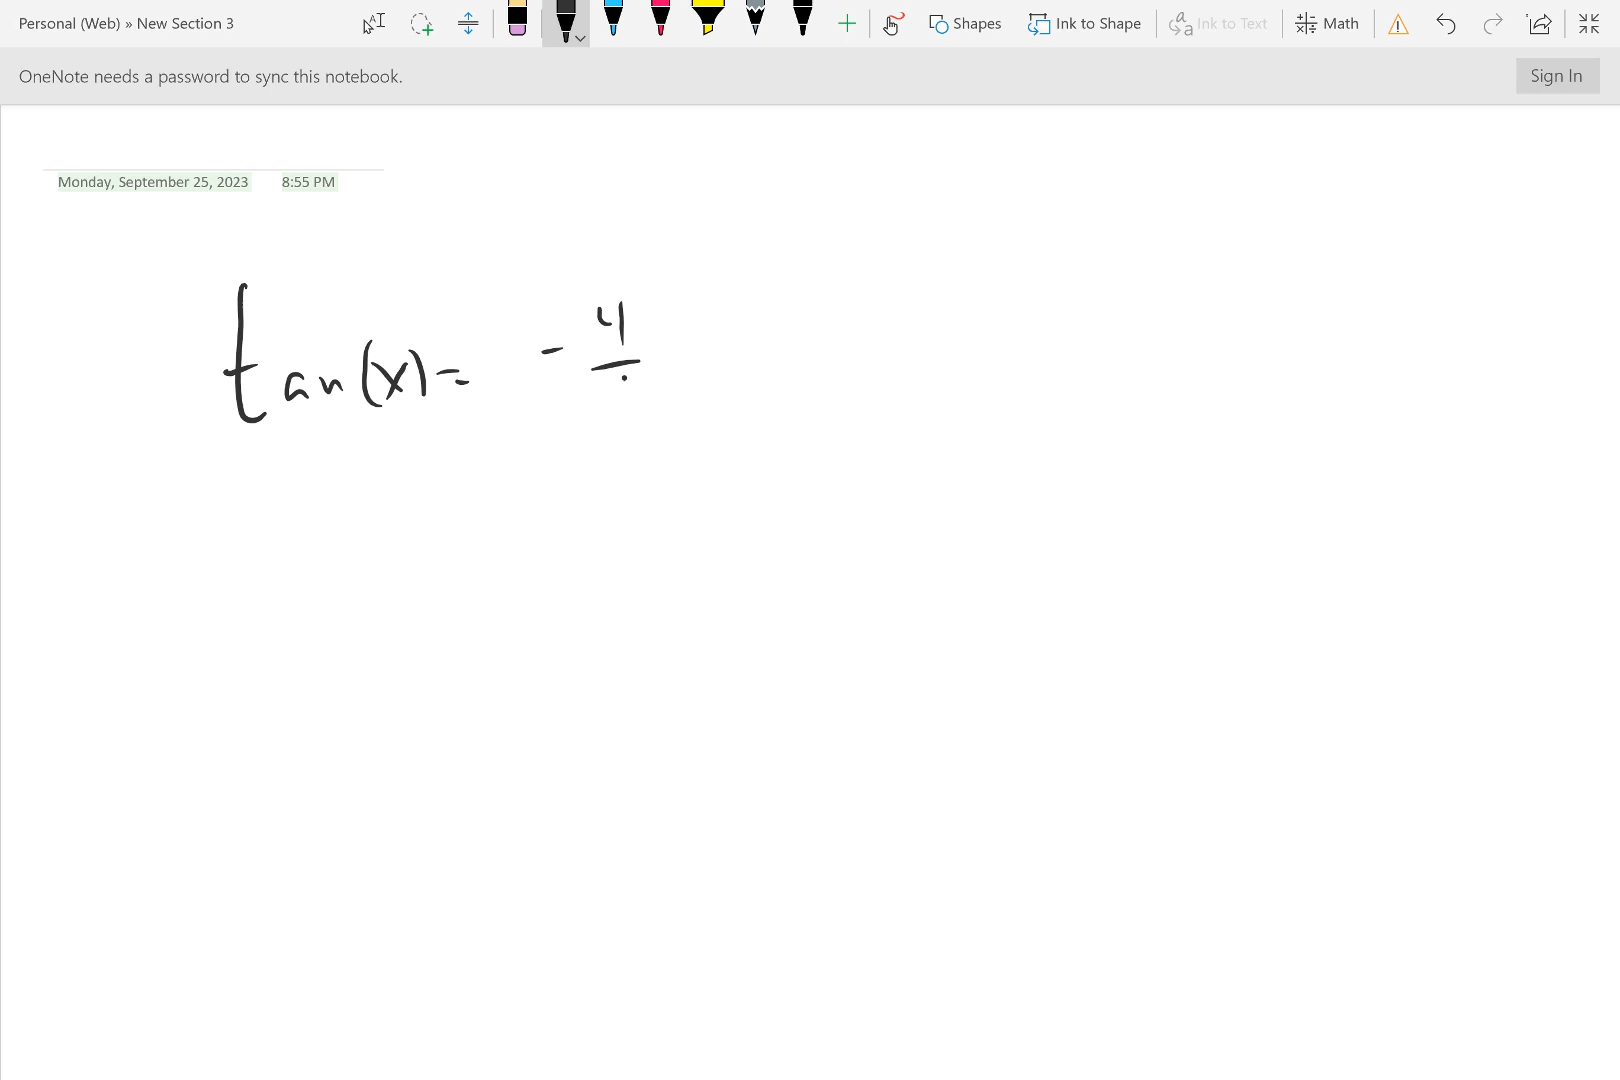 Personal (Web) » New Section 3 Shapes Ink to Shape Ink to Text Math
OneNote needs a password to sync this notebook. Sign In
Monday, September 25, 2023 8:55 PM
tan(x) = - 4/